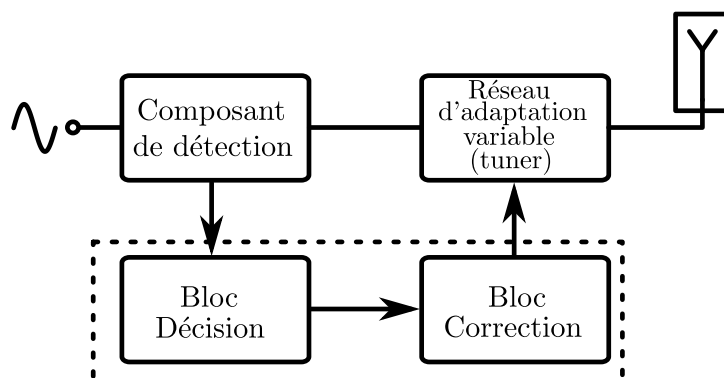 Composant
de détection
Réseau
d'adaptation
variable
(tuner)
Bloc
Décision
Bloc
Correction